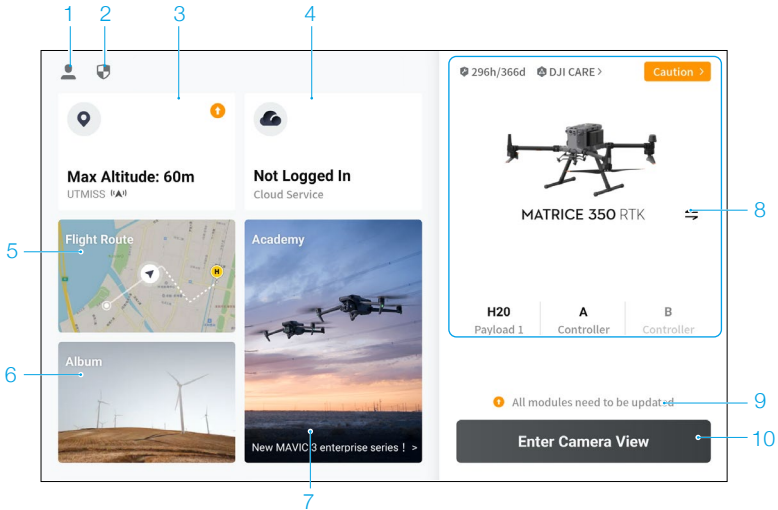 1
2
3
4
296h/366d
DJI CARE >
Caution >
Max Altitude: 60m
UTMISS
Not Logged In
Cloud Service
MATRICE 350 RTK
8
5
Flight Route
H
Academy
H20
Payload 1
A
Controller
B
Controller
6
Album
All modules need to be updated
9
New MAVIC 3 enterprise series ! >
Enter Camera View
10
7